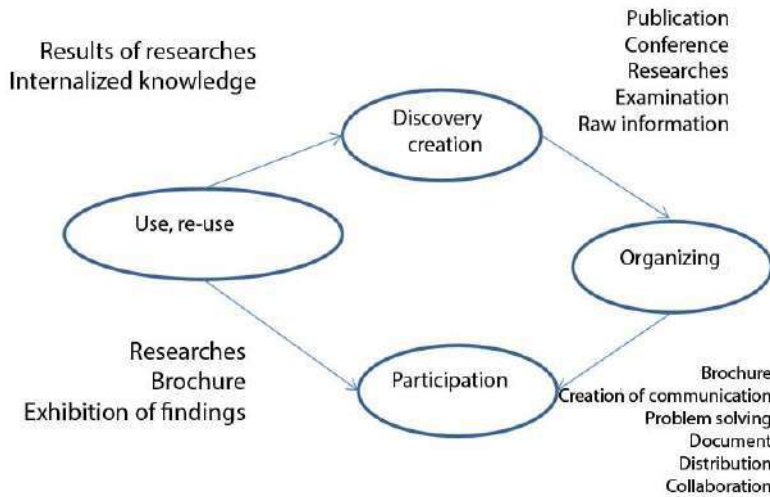 Results of researches
Internalized knowledge
Publication
Conference
Researches
Examination
Raw information
Discovery
creation
Use, re-use
Organizing
Researches
Brochure
Exhibition of findings
Participation
Brochure
Creation of communication
Problem solving
Document
Distribution
Collaboration